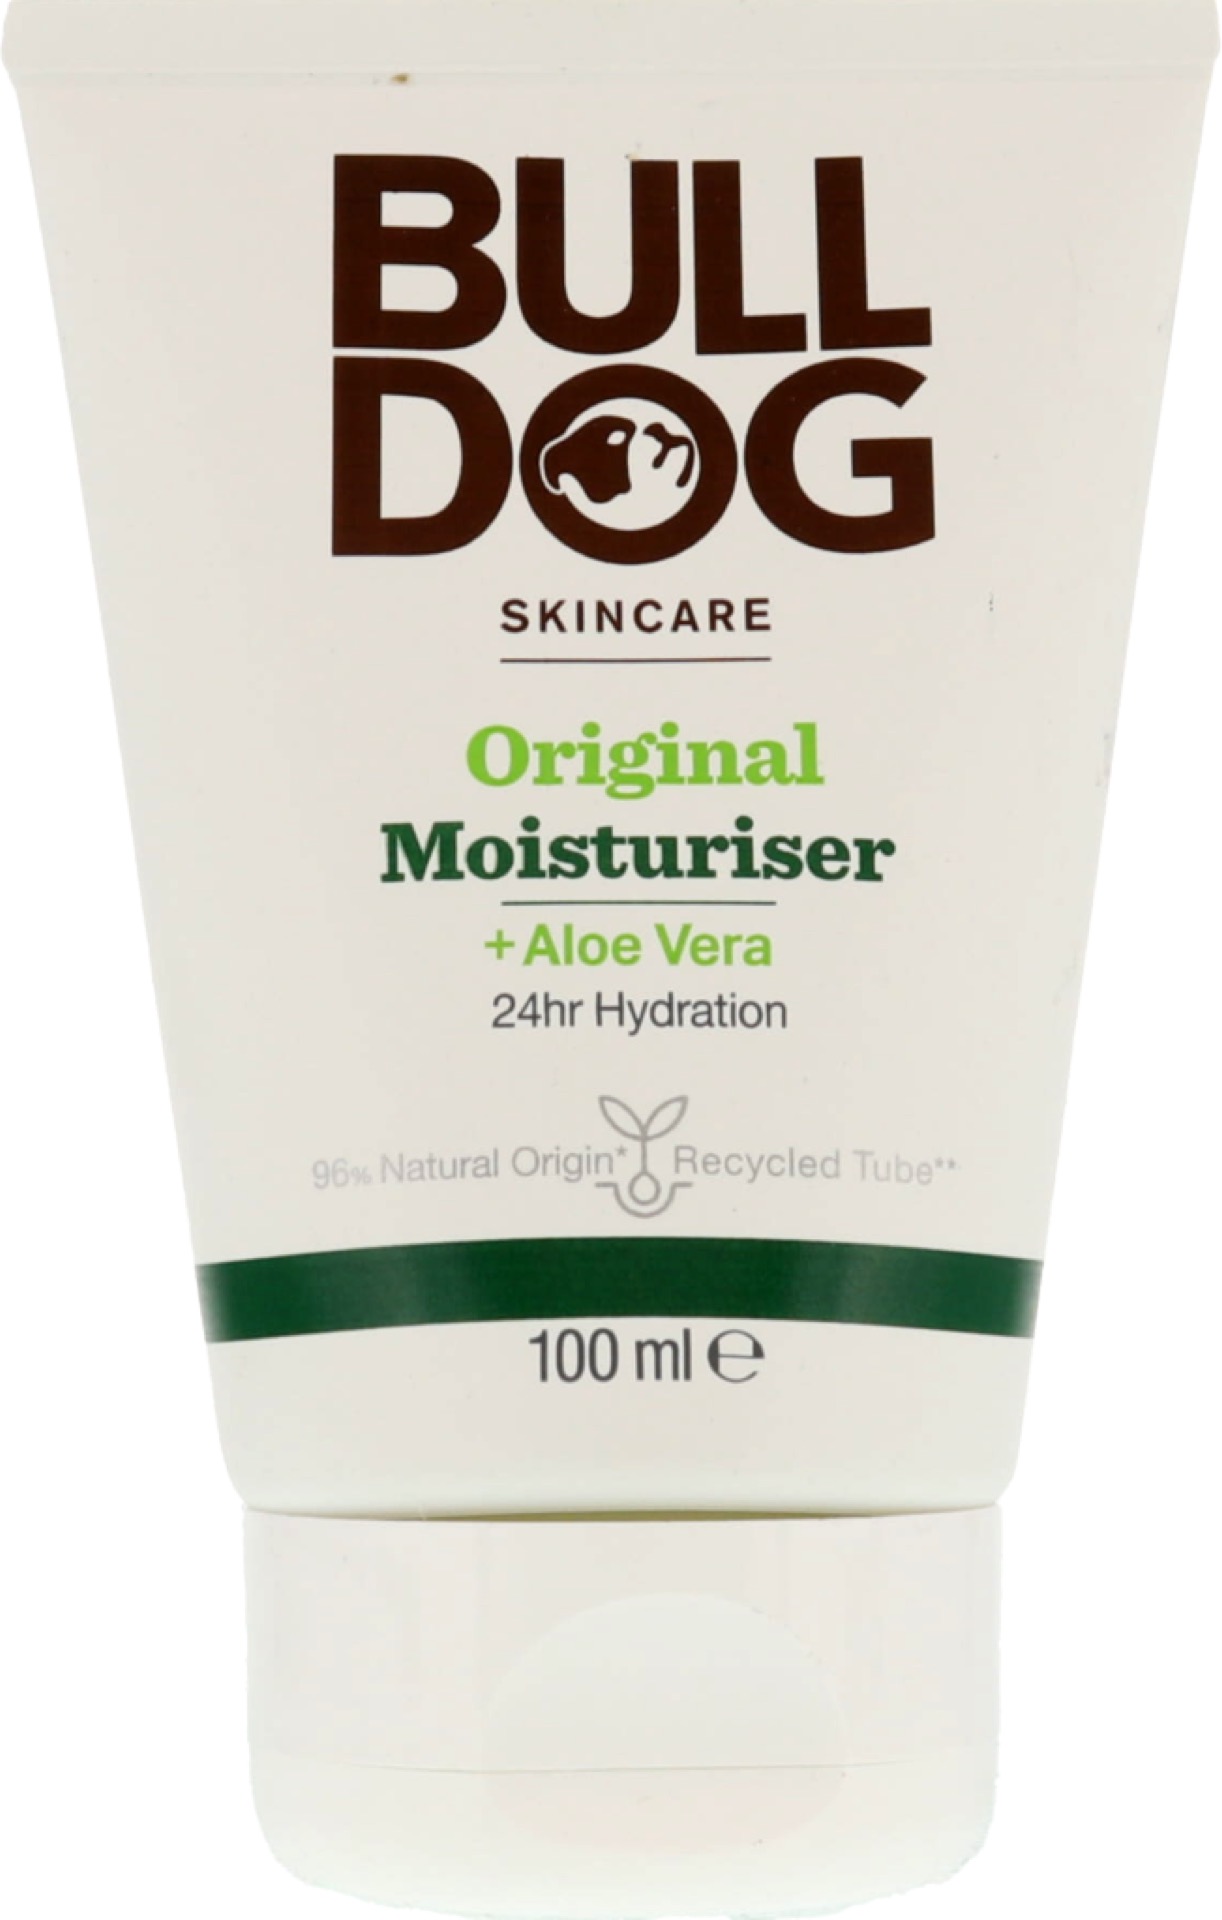 BULL
DOG
SKINCARE
Original
Moisturiser
+Aloe Vera
24hr Hydration
96% Natural Origin* Recycled Tube**
100 ml ℮